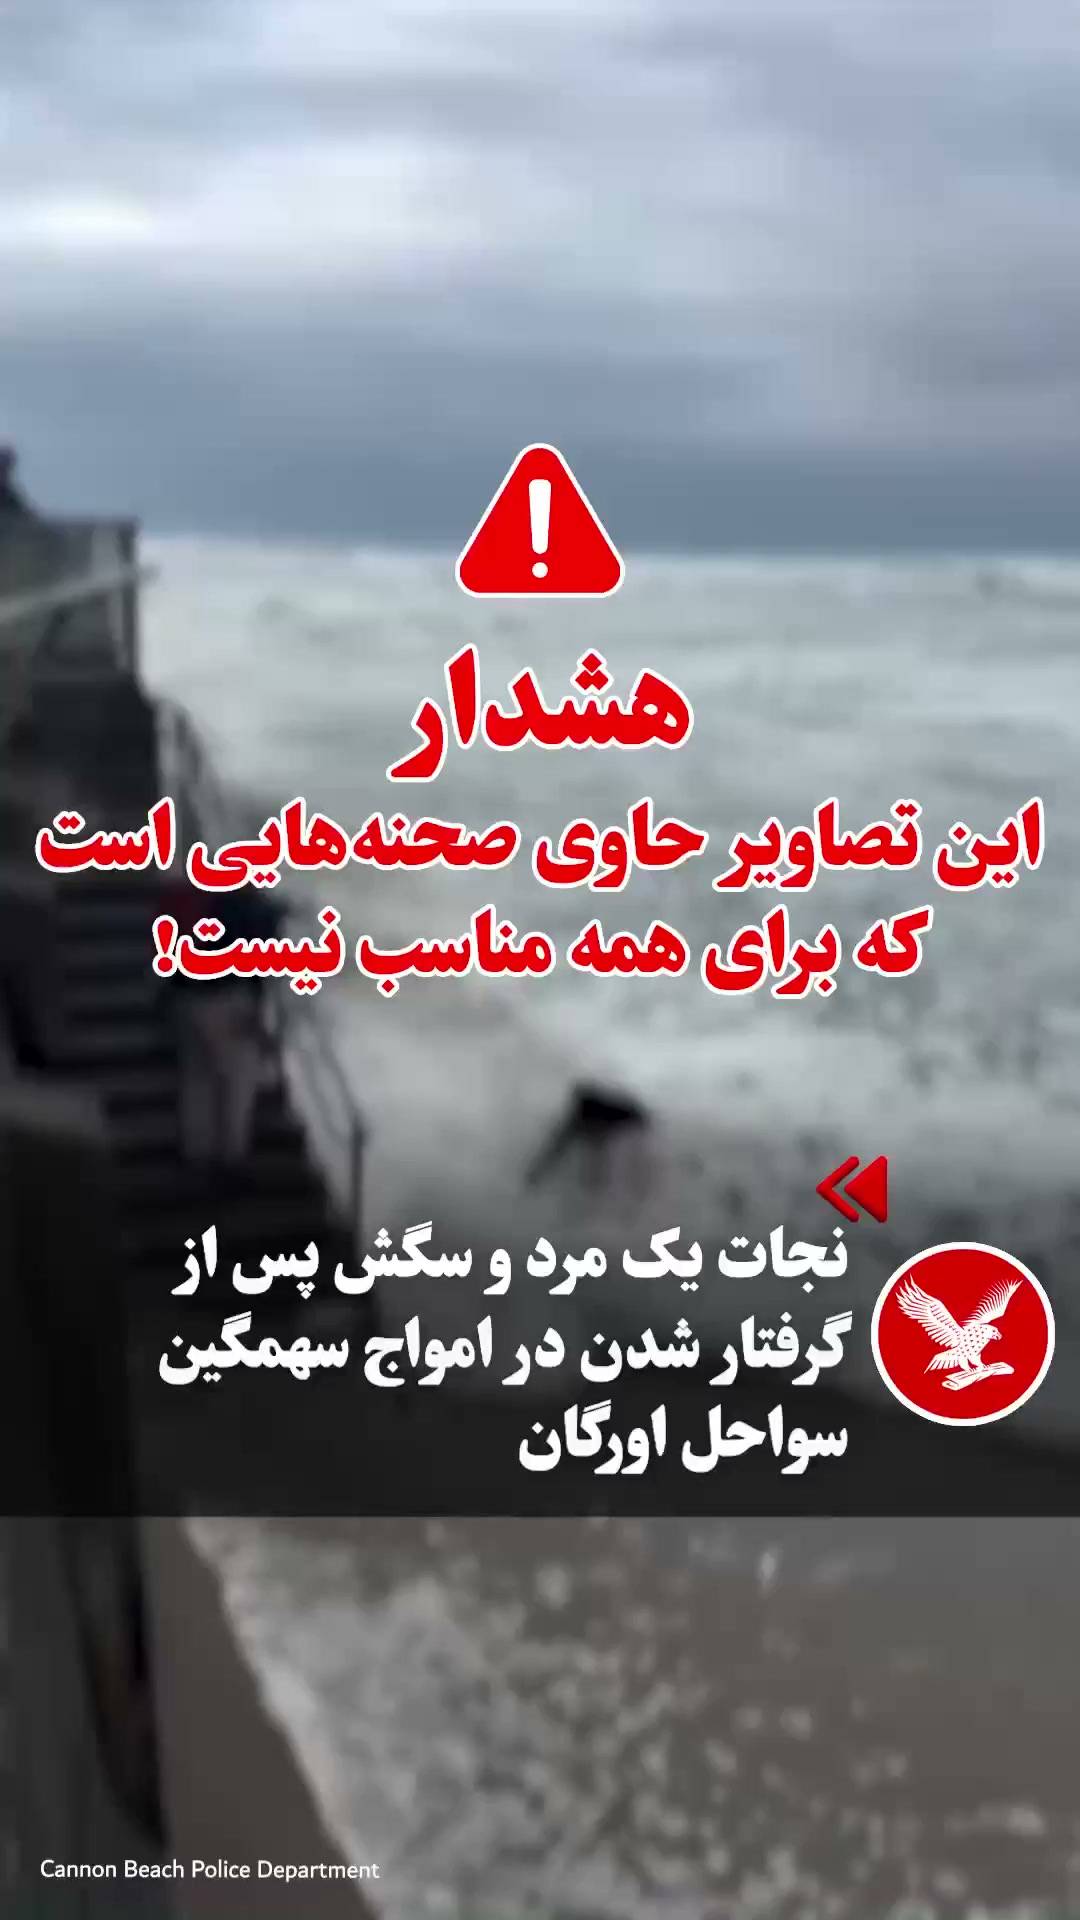 هشدار
این تصاویر حاوی صحنه‌هایی است
که برای همه مناسب نیست!
نجات یک مرد و سگش پس از
گرفتار شدن در امواج سهمگین
سواحل اورگان
Cannon Beach Police Department